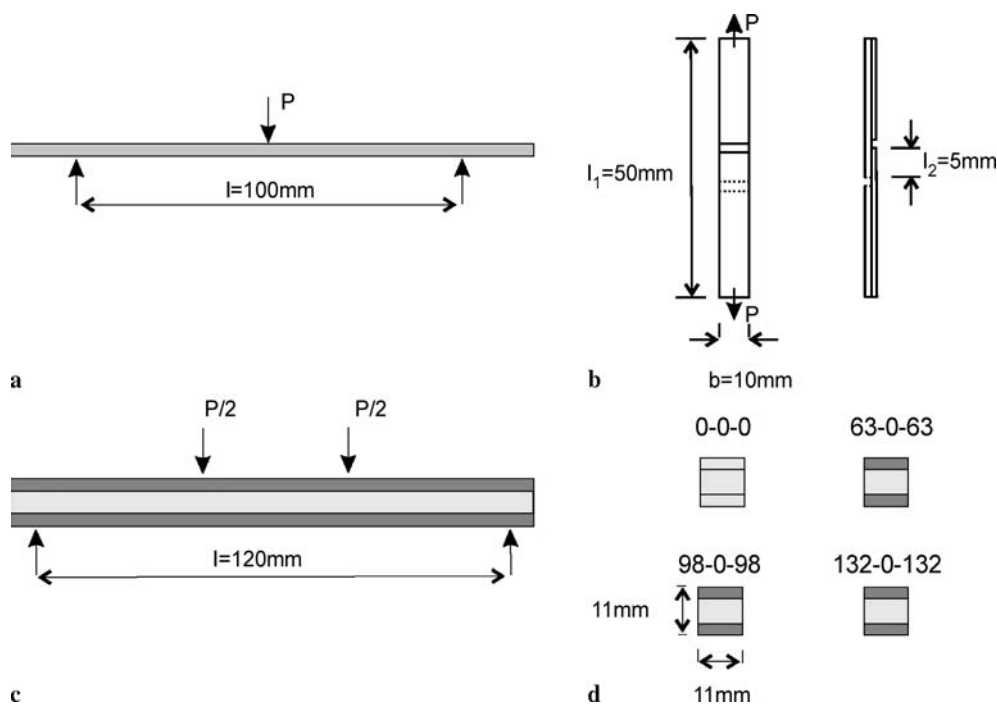 P
l=100mm
a
P
l₁=50mm
l₂=5mm
P
b=10mm
b
P/2 P/2
l=120mm
c
0-0-0 63-0-63
98-0-98 132-0-132
11mm
11mm
d